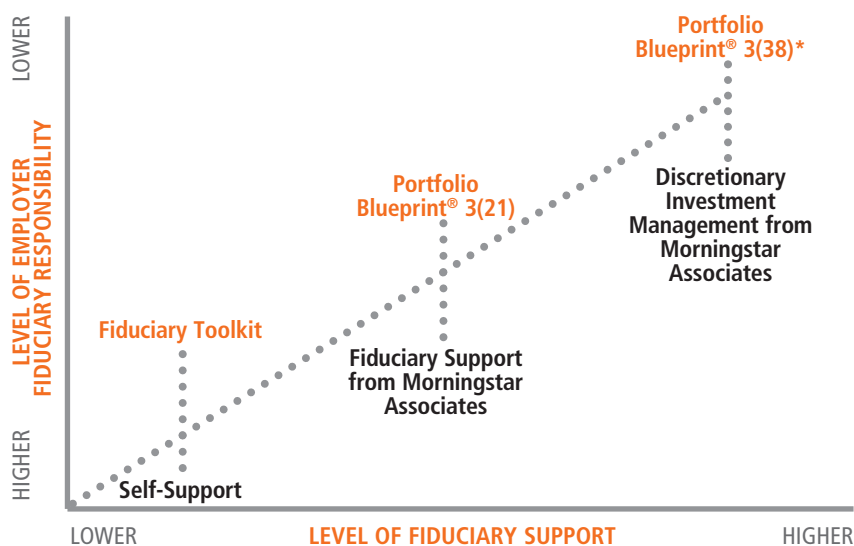 LOWER
LEVEL OF EMPLOYER
FIDUCIARY RESPONSIBILITY
HIGHER
Portfolio
Blueprint® 3(38)*
Discretionary
Investment
Management from
Morningstar
Associates
Portfolio
Blueprint® 3(21)
Fiduciary Support
from Morningstar
Associates
Fiduciary Toolkit
Self-Support
LOWER
LEVEL OF FIDUCIARY SUPPORT
HIGHER